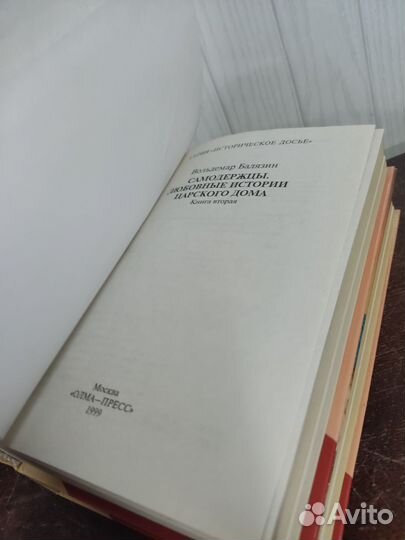 СЕРИЯ «ИСТОРИЧЕСКОЕ ДОСЬЕ»
Вольдемар Балязин
САМОДЕРЖЦЫ.
ЛЮБОВНЫЕ ИСТОРИИ
ЦАРСКОГО ДОМА
Книга вторая
Москва
«ОЛМА–ПРЕСС»
1999
Avito